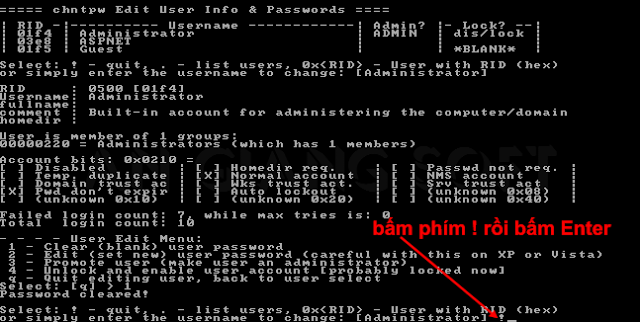 ===== chntpw Edit User Info & Passwords ====
| RID -|---------- Username ------------| Admin? |- Lock? --|
| 01f4 | Administrator                  | ADMIN  | dis/lock |
| 03e8 | ASPNET                         |        |          |
| 01f5 | Guest                          |        | *BLANK*  |
Select: ! - quit, . - list users, 0x<RID> - User with RID (hex)
or simply enter the username to change: [Administrator]
RID     : 0500 [01f4]
Username: Administrator
fullname:
comment : Built-in account for administering the computer/domain
homedir :
User is member of 1 groups:
00000220 = Administrators (which has 1 members)
Account bits: 0x0210 =
[ ] Disabled        | [ ] Homedir req.    | [ ] Passwd not req. |
[ ] Temp. duplicate | [X] Normal account  | [ ] NMS account     |
[ ] Domain trust ac | [ ] Wks trust act.  | [ ] Srv trust act   |
[X] Pwd don't expir | [ ] Auto lockout    | [ ] (unknown 0x08)  |
[ ] (unknown 0x10)  | [ ] (unknown 0x20)  | [ ] (unknown 0x40)  |
Failed login count: 7, while max tries is: 0
Total  login count: 10
bấm phím ! rồi bấm Enter
- - - - User Edit Menu:
1 - Clear (blank) user password
2 - Edit (set new) user password (careful with this on XP or Vista)
3 - Promote user (make user an administrator)
4 - Unlock and enable user account [probably locked now]
q - Quit editing user, back to user select
Select: [q] > 1
Password cleared!
Select: ! - quit, . - list users, 0x<RID> - User with RID (hex)
or simply enter the username to change: [Administrator] !_